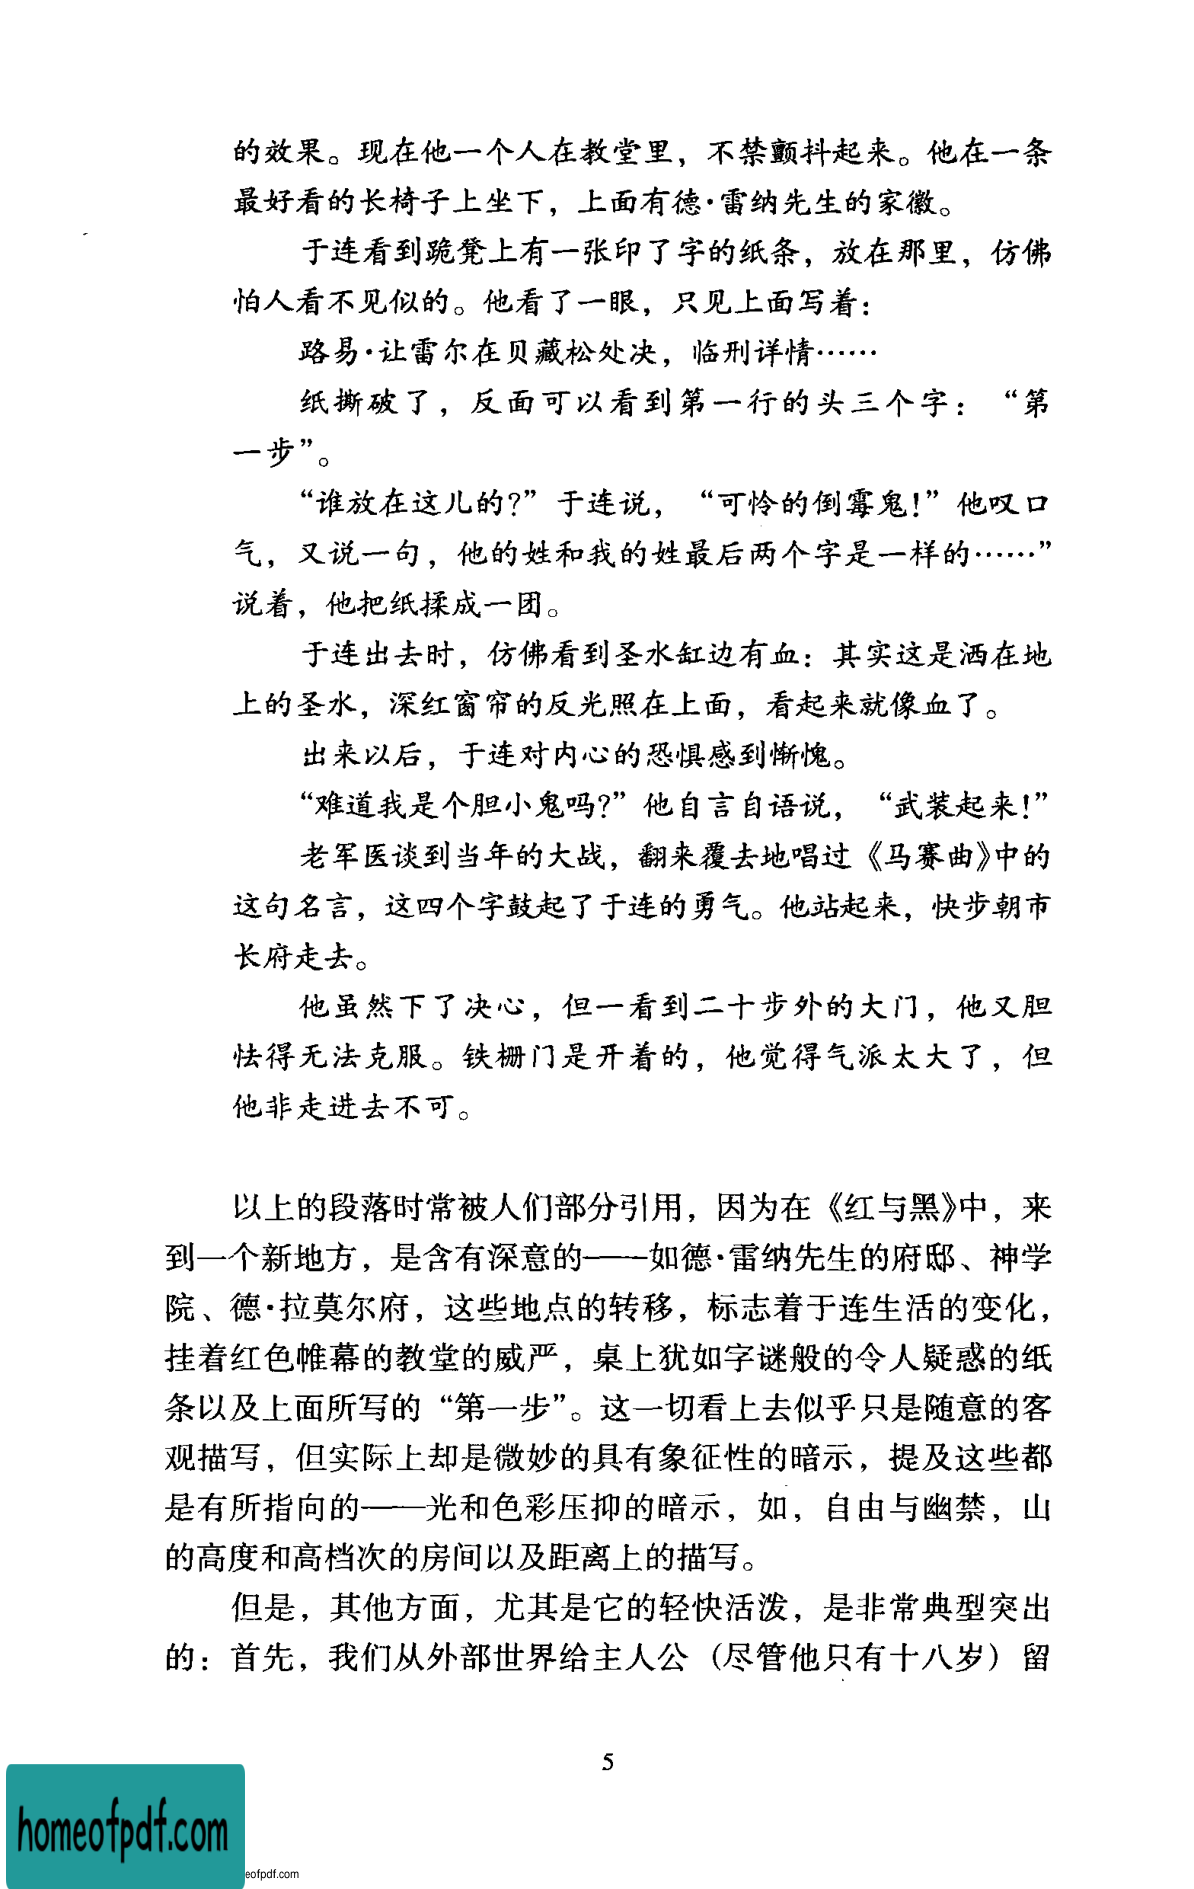 的效果。现在他一个人在教堂里，不禁颤抖起来。他在一条
最好看的长椅子上坐下，上面有德·雷纳先生的家徽。
于连看到跪凳上有一张印了字的纸条，放在那里，仿佛
怕人看不见似的。他看了一眼，只见上面写着：
路易·让雷尔在贝藏松处决，临刑详情……
纸撕破了，反面可以看到第一行的头三个字：“第
一步”。
“谁放在这儿的?”于连说，“可怜的倒霉鬼!”他叹口
气，又说一句，他的姓和我的姓最后两个字是一样的……”
说着，他把纸揉成一团。
于连出去时，仿佛看到圣水缸边有血：其实这是洒在地
上的圣水，深红窗帘的反光照在上面，看起来就像血了。
出来以后，于连对内心的恐惧感到惭愧。
“难道我是个胆小鬼吗?”他自言自语说，“武装起来!”
老军医谈到当年的大战，翻来覆去地唱过《马赛曲》中的
这句名言，这四个字鼓起了于连的勇气。他站起来，快步朝市
长府走去。
他虽然下了决心，但一看到二十步外的大门，他又胆
怯得无法克服。铁栅门是开着的，他觉得气派太大了，但
他非走进去不可。
以上的段落时常被人们部分引用，因为在《红与黑》中，来
到一个新地方，是含有深意的——如德·雷纳先生的府邸、神学
院、德·拉莫尔府，这些地点的转移，标志着于连生活的变化，
挂着红色帷幕的教堂的威严，桌上犹如字谜般的令人疑惑的纸
条以及上面所写的“第一步”。这一切看上去似乎只是随意的客
观描写，但实际上却是微妙的具有象征性的暗示，提及这些都
是有所指向的——光和色彩压抑的暗示，如，自由与幽禁，山
的高度和高档次的房间以及距离上的描写。
但是，其他方面，尤其是它的轻快活泼，是非常典型突出
的：首先，我们从外部世界给主人公（尽管他只有十八岁）留
5
homeofpdf.com
eofpdf.com